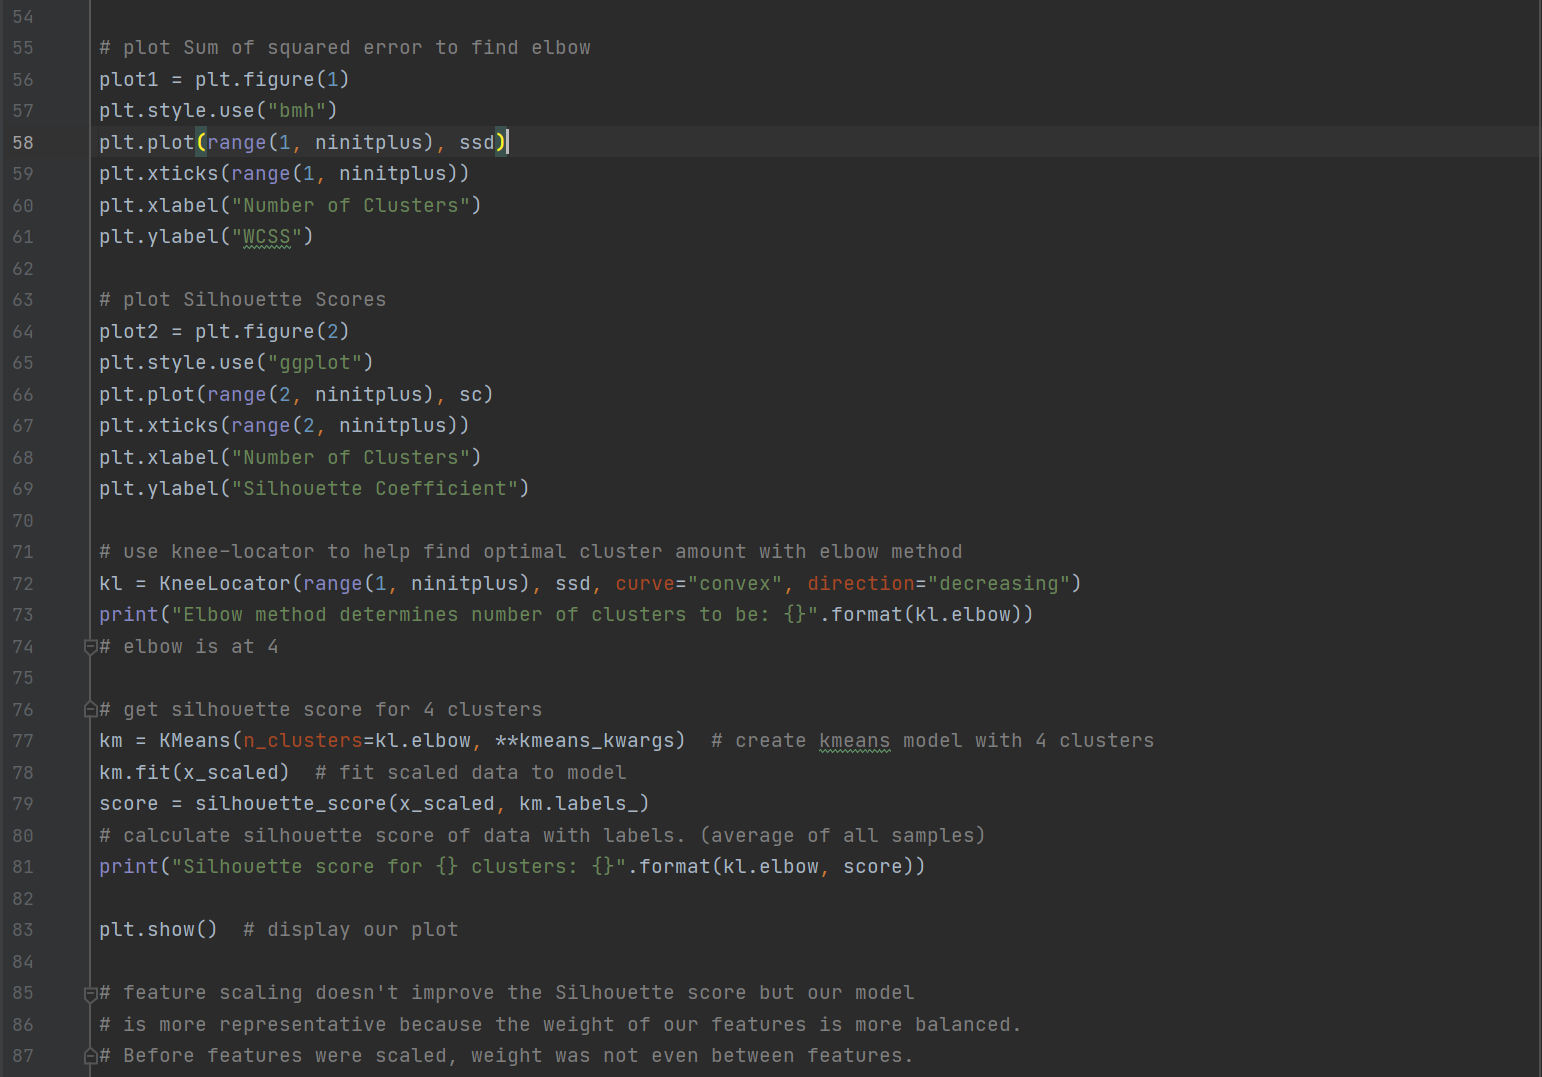 54
55 # plot Sum of squared error to find elbow
56 plot1 = plt.figure(1)
57 plt.style.use("bmh")
58 plt.plot(range(1, ninitplus), ssd)
59 plt.xticks(range(1, ninitplus))
60 plt.xlabel("Number of Clusters")
61 plt.ylabel("WCSS")
62
63 # plot Silhouette Scores
64 plot2 = plt.figure(2)
65 plt.style.use("ggplot")
66 plt.plot(range(2, ninitplus), sc)
67 plt.xticks(range(2, ninitplus))
68 plt.xlabel("Number of Clusters")
69 plt.ylabel("Silhouette Coefficient")
70
71 # use knee-locator to help find optimal cluster amount with elbow method
72 kl = KneeLocator(range(1, ninitplus), ssd, curve="convex", direction="decreasing")
73 print("Elbow method determines number of clusters to be: {}".format(kl.elbow))
74 # elbow is at 4
75
76 # get silhouette score for 4 clusters
77 km = KMeans(n_clusters=kl.elbow, **kmeans_kwargs)  # create kmeans model with 4 clusters
78 km.fit(x_scaled)  # fit scaled data to model
79 score = silhouette_score(x_scaled, km.labels_)
80 # calculate silhouette score of data with labels. (average of all samples)
81 print("Silhouette score for {} clusters: {}".format(kl.elbow, score))
82
83 plt.show()  # display our plot
84
85 # feature scaling doesn't improve the Silhouette score but our model
86 # is more representative because the weight of our features is more balanced.
87 # Before features were scaled, weight was not even between features.